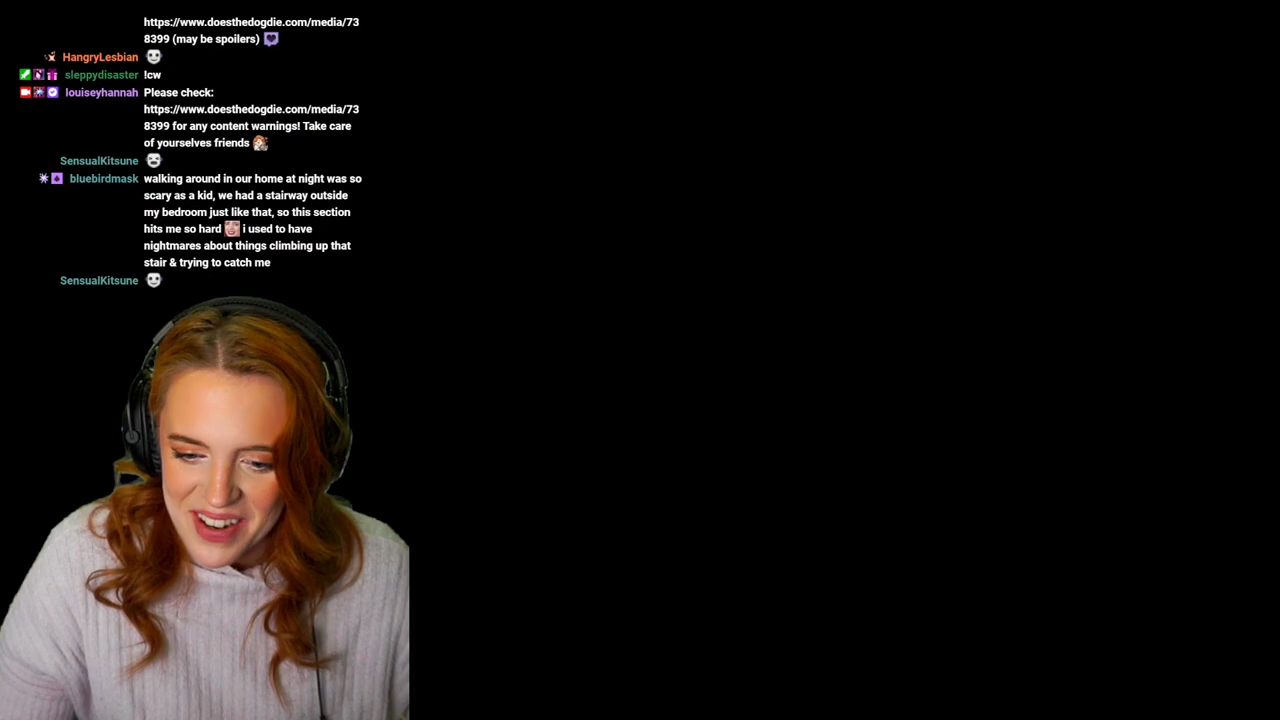 https://www.doesthedogdie.com/media/73
8399 (may be spoilers)
HangryLesbian
sleppydisaster !cw
louiseyhannah Please check:
https://www.doesthedogdie.com/media/73
8399 for any content warnings! Take care
of yourselves friends
SensualKitsune
bluebirdmask walking around in our home at night was so
scary as a kid, we had a stairway outside
my bedroom just like that, so this section
hits me so hard i used to have
nightmares about things climbing up that
stair & trying to catch me
SensualKitsune